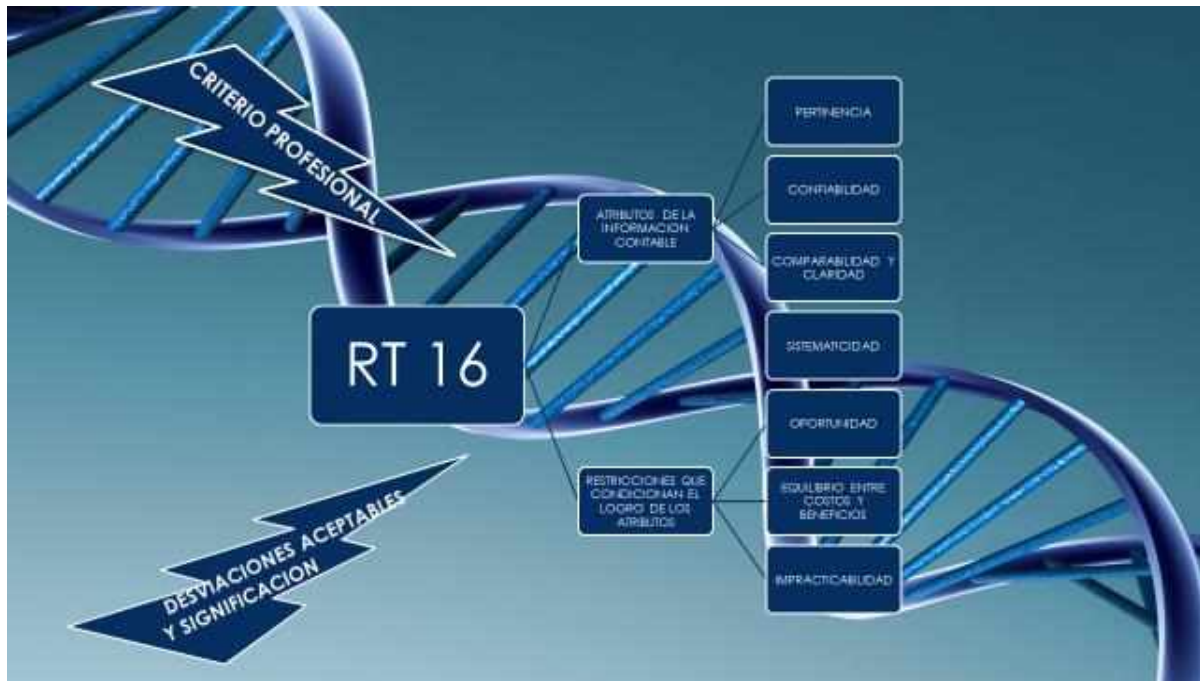 CRITERIO PROFESIONAL
RT 16
DESVIACIONES ACEPTABLES
Y SIGNIFICACION
ATRIBUTOS DE LA
INFORMACION
CONTABLE
RESTRICCIONES QUE
CONDICIONAN EL
LOGRO DE LOS
ATRIBUTOS
PERTINENCIA
CONFIABILIDAD
COMPARABILIDAD Y
CLARIDAD
SISTEMATICIDAD
OPORTUNIDAD
EQUILIBRIO ENTRE
COSTOS Y
BENEFICIOS
IMPRACTICABILIDAD